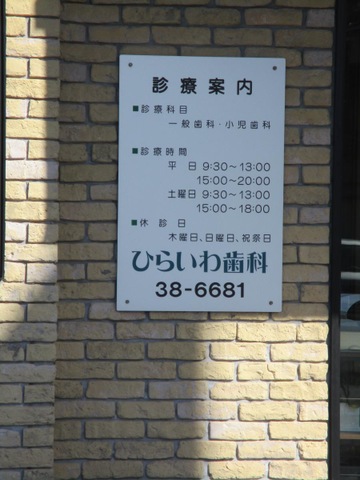 診療案内
■診療科目
一般歯科・小児歯科
■診療時間
平 日 9:30〜13:00
15:00〜20:00
土曜日 9:30〜13:00
15:00〜18:00
■休 診 日
木曜日、日曜日、祝祭日
ひらいわ歯科
38-6681